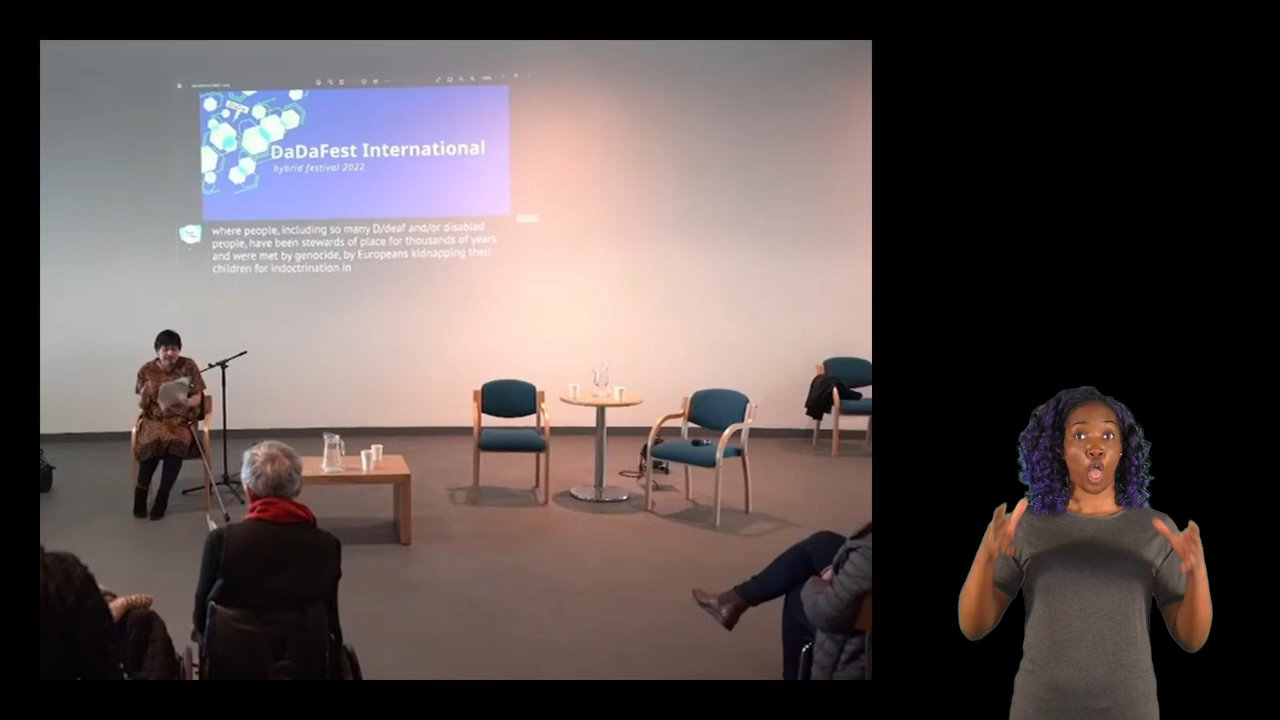 DaDaFest International
hybrid festival 2022
where people, including so many D/deaf and/or disabled
people, have been stewards of place for thousands of years,
and were met by genocide, by Europeans kidnapping their
children for indoctrination in